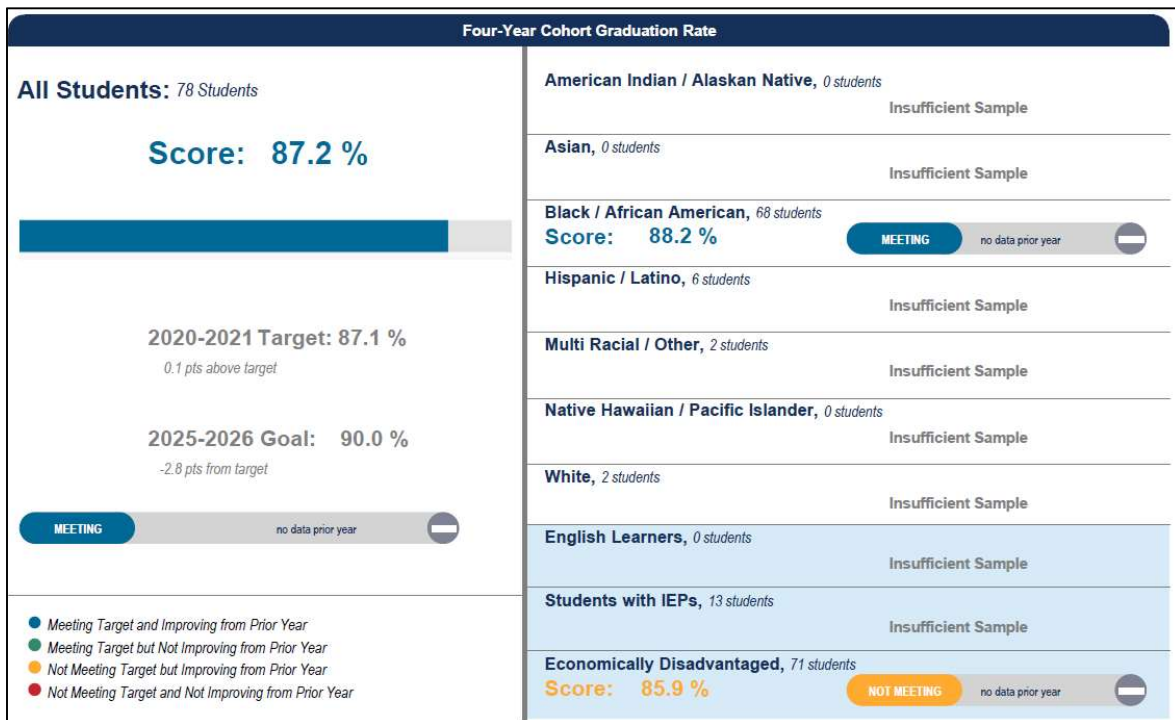 Four-Year Cohort Graduation Rate
All Students: 78 Students
Score: 87.2 %
2020-2021 Target: 87.1 %
0.1 pts above target
2025-2026 Goal: 90.0 %
-2.8 pts from target
MEETING no data prior year
Meeting Target and Improving from Prior Year
Meeting Target but Not Improving from Prior Year
Not Meeting Target but Improving from Prior Year
Not Meeting Target and Not Improving from Prior Year
American Indian / Alaskan Native, 0 students
Insufficient Sample
Asian, 0 students
Insufficient Sample
Black / African American, 68 students
Score: 88.2 % MEETING no data prior year
Hispanic / Latino, 6 students
Insufficient Sample
Multi Racial / Other, 2 students
Insufficient Sample
Native Hawaiian / Pacific Islander, 0 students
Insufficient Sample
White, 2 students
Insufficient Sample
English Learners, 0 students
Insufficient Sample
Students with IEPs, 13 students
Insufficient Sample
Economically Disadvantaged, 71 students
Score: 85.9 % NOT MEETING no data prior year